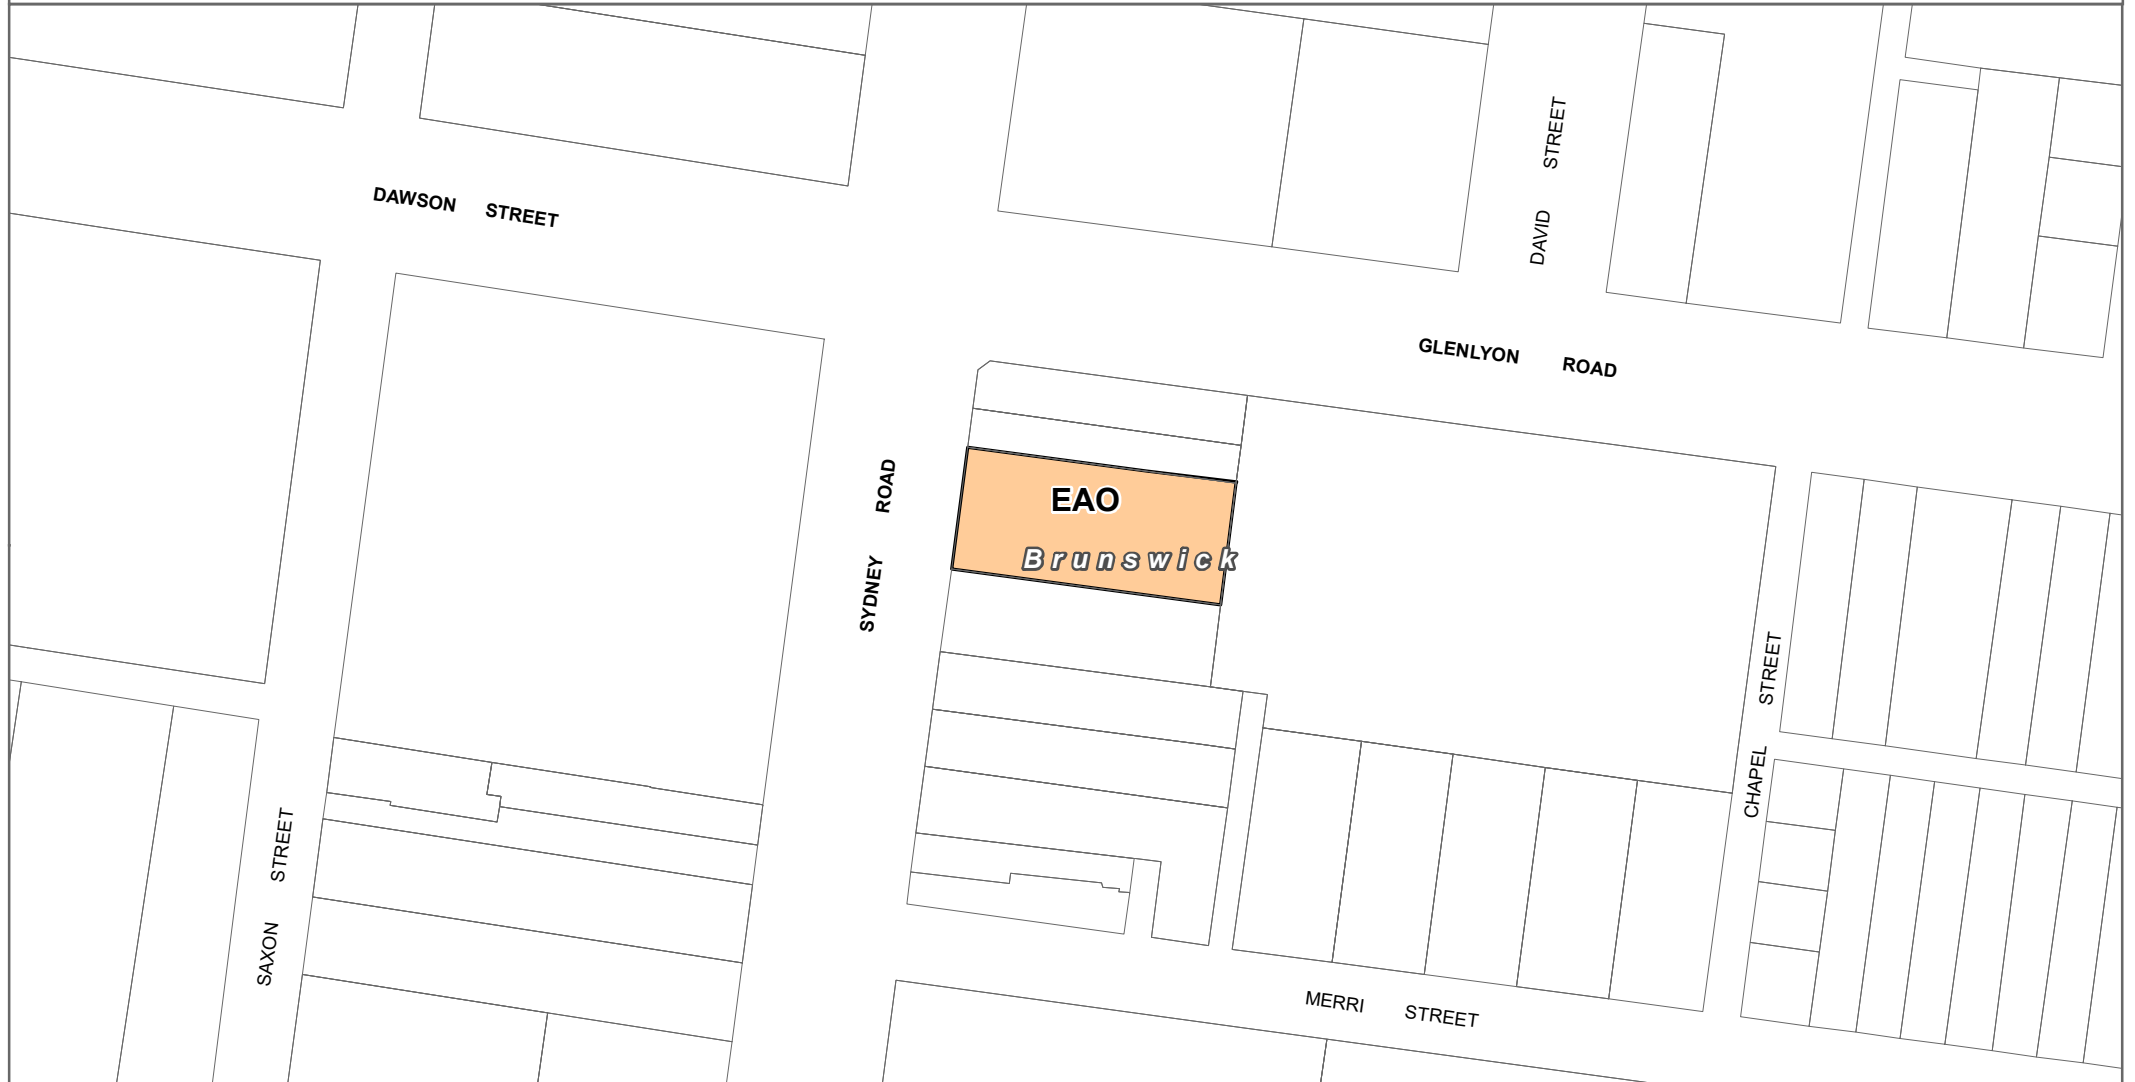 DAVID STREET
DAWSON STREET
GLENLYON ROAD
SYDNEY ROAD
EAO
Brunswick
CHAPEL STREET
SAXON STREET
MERRI STREET